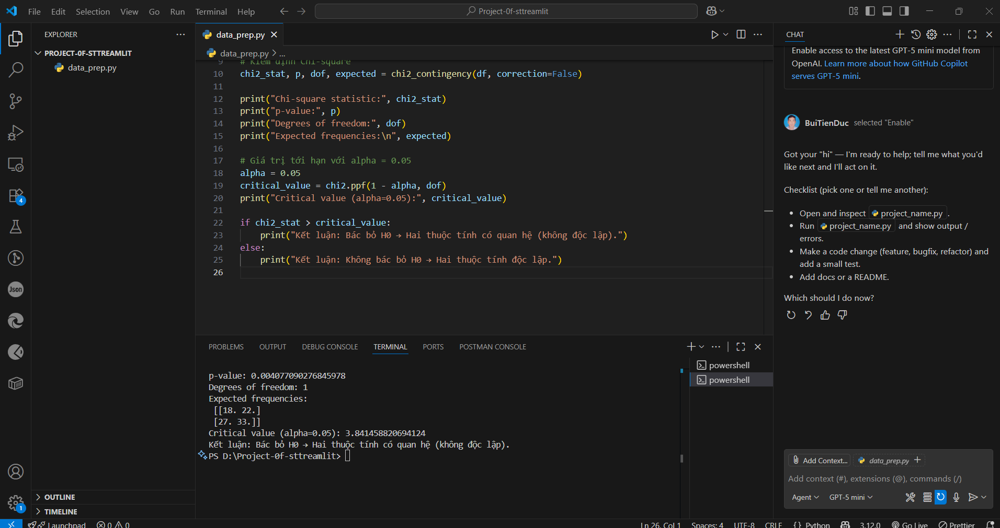 File Edit Selection View Go Run Terminal Help
Project-0f-sttreamlit
EXPLORER
PROJECT-0F-STTREAMLIT
data_prep.py
4
Json
1
OUTLINE
TIMELINE
data_prep.py
data_prep.py > ...
9 # Kiểm định Chi-square
10 chi2_stat, p, dof, expected = chi2_contingency(df, correction=False)
11
12 print("Chi-square statistic:", chi2_stat)
13 print("p-value:", p)
14 print("Degrees of freedom:", dof)
15 print("Expected frequencies:\n", expected)
16
17 # Giá trị tới hạn với alpha = 0.05
18 alpha = 0.05
19 critical_value = chi2.ppf(1 - alpha, dof)
20 print("Critical value (alpha=0.05):", critical_value)
21
22 if chi2_stat > critical_value:
23 print("Kết luận: Bác bỏ H0 → Hai thuộc tính có quan hệ (không độc lập).")
24 else:
25 print("Kết luận: Không bác bỏ H0 → Hai thuộc tính độc lập.")
26
PROBLEMS OUTPUT DEBUG CONSOLE TERMINAL PORTS POSTMAN CONSOLE
p-value: 0.004077090276845978
Degrees of freedom: 1
Expected frequencies:
[[18. 22.]
[27. 33.]]
Critical value (alpha=0.05): 3.841458820694124
Kết luận: Bác bỏ H0 → Hai thuộc tính có quan hệ (không độc lập).
PS D:\Project-0f-sttreamlit>
powershell
powershell
CHAT
Enable access to the latest GPT-5 mini model from
OpenAI. Learn more about how GitHub Copilot
serves GPT-5 mini.
BuiTienDuc selected "Enable"
Got your "hi" — I'm ready to help; tell me what you'd
like next and I'll act on it.
Checklist (pick one or tell me another):
• Open and inspect project_name.py .
• Run project_name.py and show output /
errors.
• Make a code change (feature, bugfix, refactor) and
add a small test.
• Add docs or a README.
Which should I do now?
Add Context... data_prep.py +
Add context (#), extensions (@), commands (/)
Agent GPT-5 mini
Launchpad 0 0 Ln 26, Col 1 Spaces: 4 UTF-8 CRLF {} Python 3.12.0 Go Live Prettier